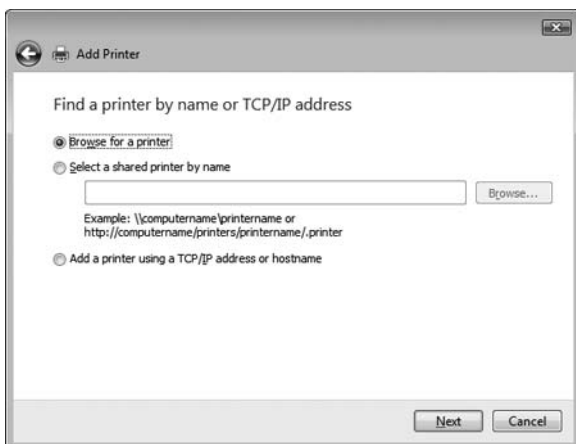 Add Printer
Find a printer by name or TCP/IP address
Browse for a printer
Select a shared printer by name
Browse...
Example: \\computername\printername or
http://computername/printers/printername/.printer
Add a printer using a TCP/IP address or hostname
Next
Cancel